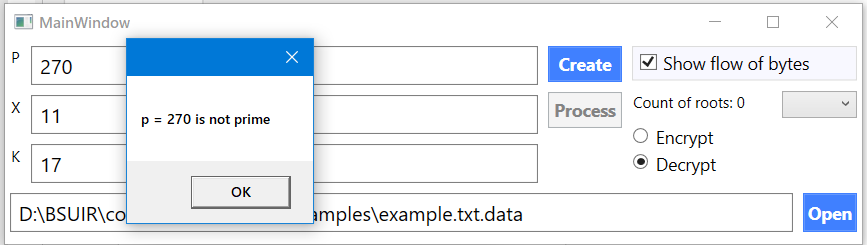 MainWindow
P
270
Create
Show flow of bytes
X
11
p = 270 is not prime
Process
Count of roots: 0
K
17
Encrypt
Decrypt
OK
D:\BSUIR\co amples\example.txt.data
Open